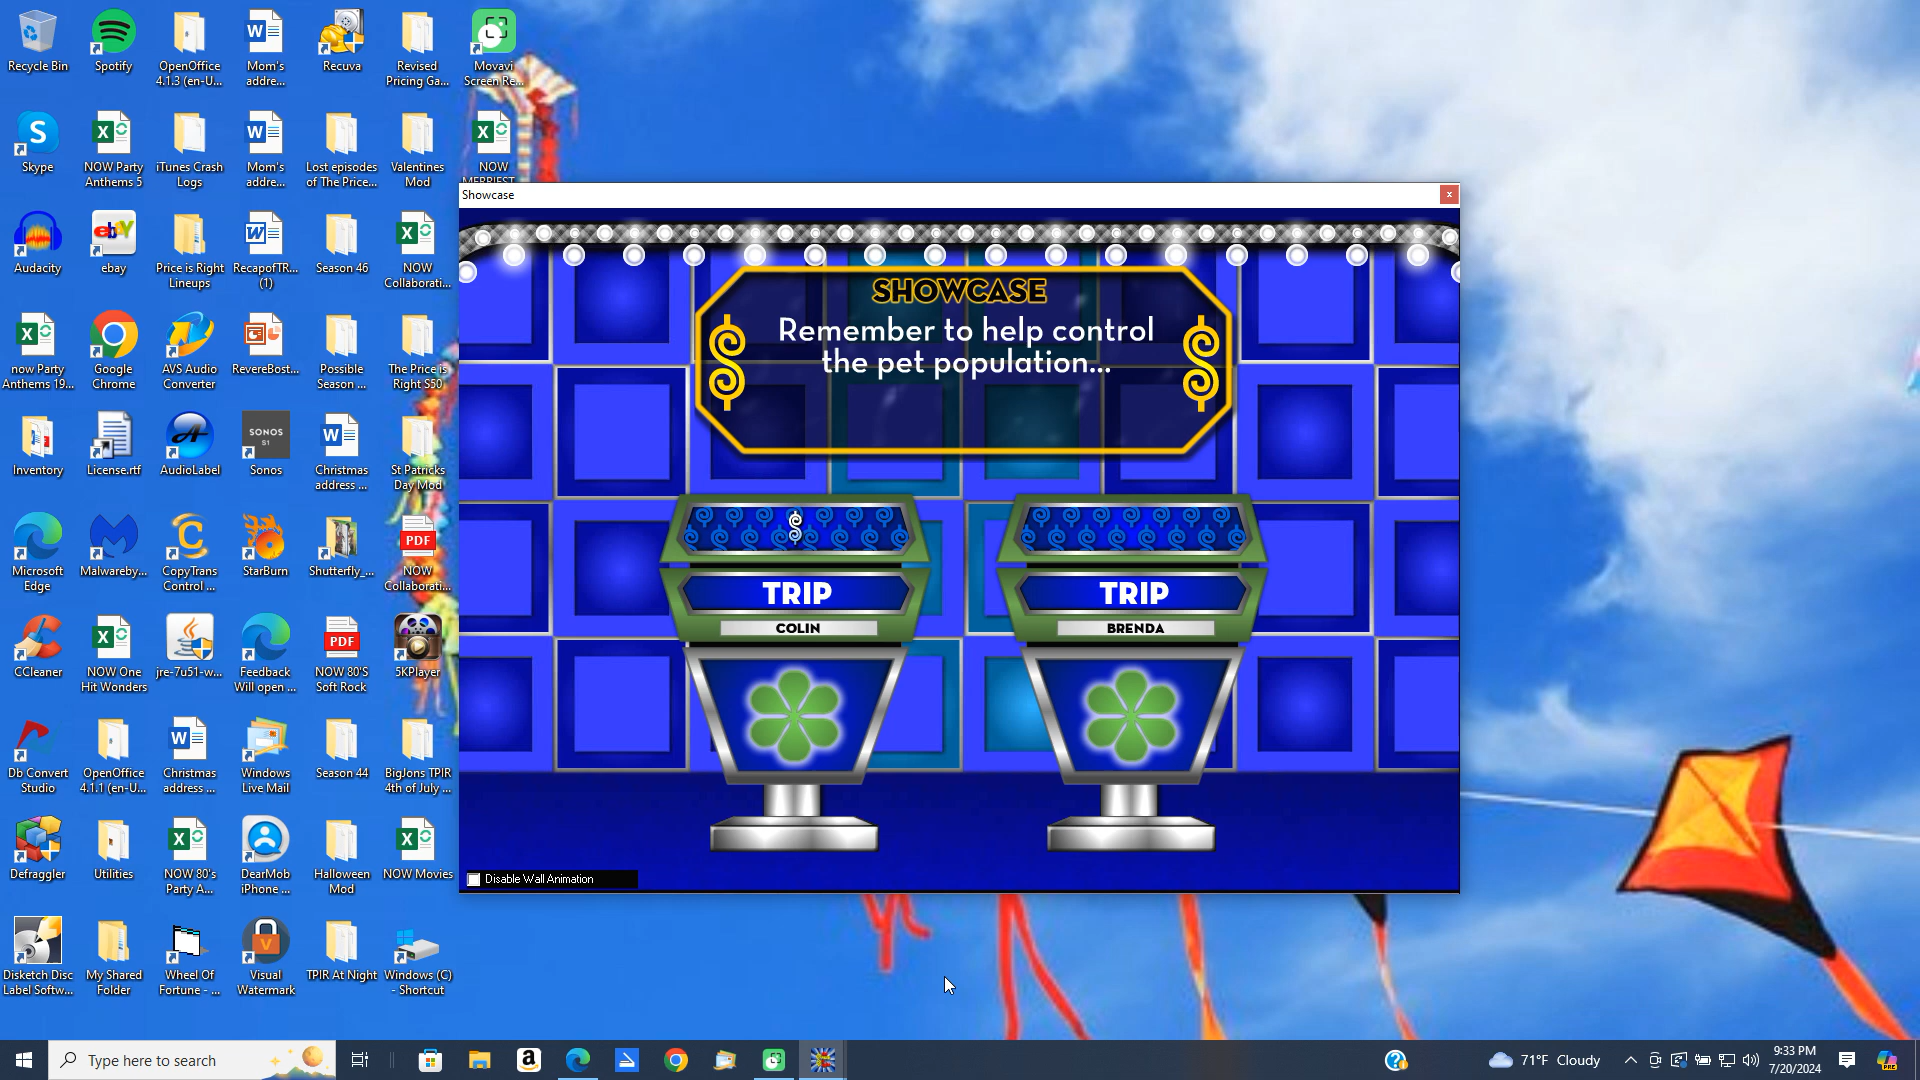 Recycle Bin
Spotify
OpenOffice
4.1.3 (en-U...
Mom's
addre...
Recuva
Revised
Pricing Ga...
Movavi
Screen Re...
Skype
NOW Party
Anthems 5
iTunes Crash
Logs
Mom's
addre...
Lost episodes
of The Price...
Valentines
Mod
NOW
MERRIEST
Audacity
ebay
Price is Right
Lineups
RecapofTR...
(1)
Season 46
NOW
Collaborati...
now Party
Anthems 19...
Google
Chrome
AVS Audio
Converter
RevereBost...
Possible
Season ...
The Price is
Right S50
Inventory
License.rtf
AudioLabel
SONOS
S1
Sonos
Christmas
address ...
St Patricks
Day Mod
Microsoft
Edge
Malwareby...
CopyTrans
Control ...
StarBurn
Shutterfly_...
PDF
NOW
Collaborati...
CCleaner
NOW One
Hit Wonders
jre-7u51-w...
Feedback
Will open ...
PDF
NOW 80'S
Soft Rock
5KPlayer
Db Convert
Studio
OpenOffice
4.1.1 (en-U...
Christmas
address ...
Windows
Live Mail
Season 44
BigJons TPIR
4th of July ...
Defraggler
Utilities
NOW 80's
Party A...
DearMob
iPhone ...
Halloween
Mod
NOW Movies
Disketch Disc
Label Softw...
My Shared
Folder
Wheel Of
Fortune - ...
Visual
Watermark
TPIR At Night
Windows (C)
- Shortcut
Showcase
SHOWCASE
Remember to help control
the pet population...
TRIP
COLIN
TRIP
BRENDA
Disable Wall Animation
Type here to search
71°F Cloudy
9:33 PM
7/20/2024